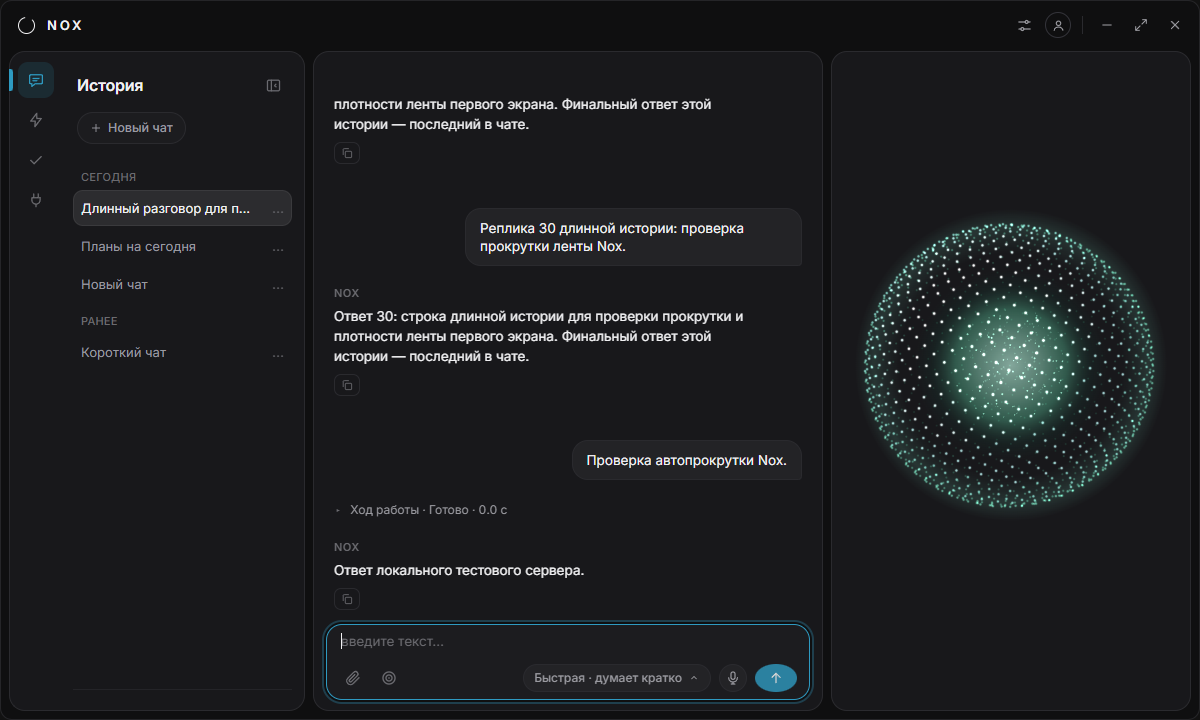 NOX
История
Новый чат
СЕГОДНЯ
Длинный разговор для п...
Планы на сегодня
Новый чат
РАНЕЕ
Короткий чат
плотности ленты первого экрана. Финальный ответ этой
истории — последний в чате.
Реплика 30 длинной истории: проверка
прокрутки ленты Nox.
NOX
Ответ 30: строка длинной истории для проверки прокрутки и
плотности ленты первого экрана. Финальный ответ этой
истории — последний в чате.
Проверка автопрокрутки Nox.
Ход работы · Готово · 0.0 с
NOX
Ответ локального тестового сервера.
введите текст...
Быстрая · думает кратко